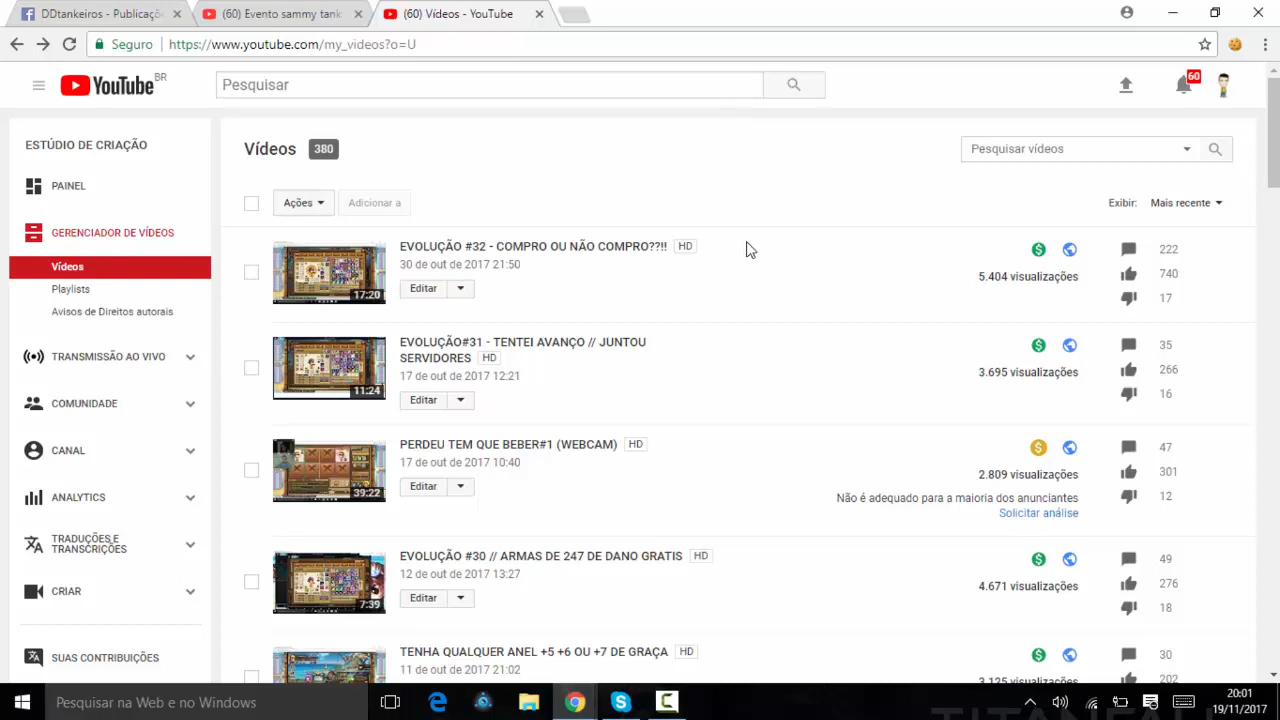 DDtankeiros - Publicaçõ
(60) Evento sammy tank
(60) Vídeos - YouTube
Seguro
https://www.youtube.com/my_videos?o=U
YouTube BR
Pesquisar
60
ESTÚDIO DE CRIAÇÃO
PAINEL
GERENCIADOR DE VÍDEOS
Vídeos
Playlists
Avisos de Direitos autorais
TRANSMISSÃO AO VIVO
COMUNIDADE
CANAL
ANALYTICS
TRADUÇÕES E
TRANSCRIÇÕES
CRIAR
SUAS CONTRIBUIÇÕES
Vídeos 380
Pesquisar vídeos
Ações
Adicionar a
Exibir: Mais recente
EVOLUÇÃO #32 - COMPRO OU NÃO COMPRO??!! HD
30 de out de 2017 21:50
Editar
17:20
5.404 visualizações
222
740
17
EVOLUÇÃO#31 - TENTEI AVANÇO // JUNTOU
SERVIDORES HD
17 de out de 2017 12:21
Editar
11:24
3.695 visualizações
35
266
16
PERDEU TEM QUE BEBER#1 (WEBCAM) HD
17 de out de 2017 10:40
Editar
39:22
2.809 visualizações
Não é adequado para a maioria dos anunciantes
Solicitar análise
47
301
12
EVOLUÇÃO #30 // ARMAS DE 247 DE DANO GRATIS HD
12 de out de 2017 13:27
Editar
7:39
4.671 visualizações
49
276
18
TENHA QUALQUER ANEL +5 +6 OU +7 DE GRAÇA HD
11 de out de 2017 21:02
3.125 visualizações
30
202
Pesquisar na Web e no Windows
20:01
19/11/2017